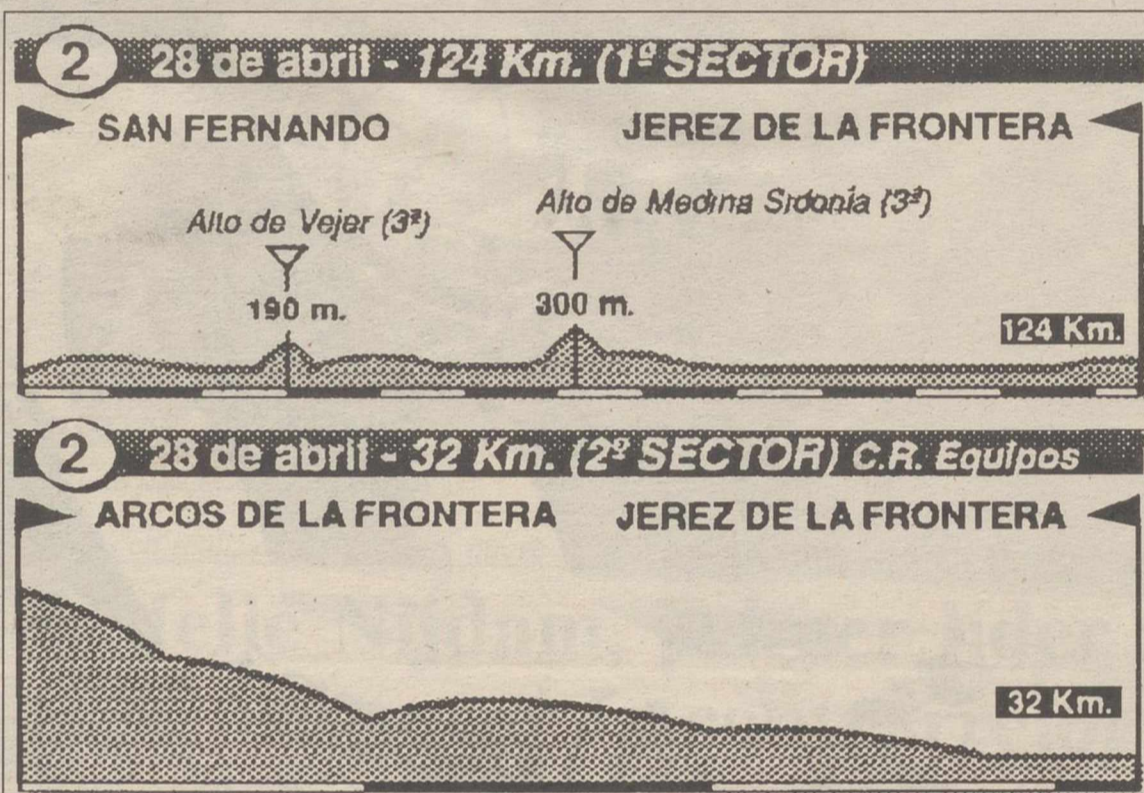 2 28 de abril - 124 Km. (1º SECTOR)
SAN FERNANDO JEREZ DE LA FRONTERA
Alto de Vejer (3ª) Alto de Medina Sidonía (3ª)
190 m. 300 m.
124 Km.
2 28 de abril - 32 Km. (2º SECTOR) C.R. Equipos
ARCOS DE LA FRONTERA JEREZ DE LA FRONTERA
32 Km.